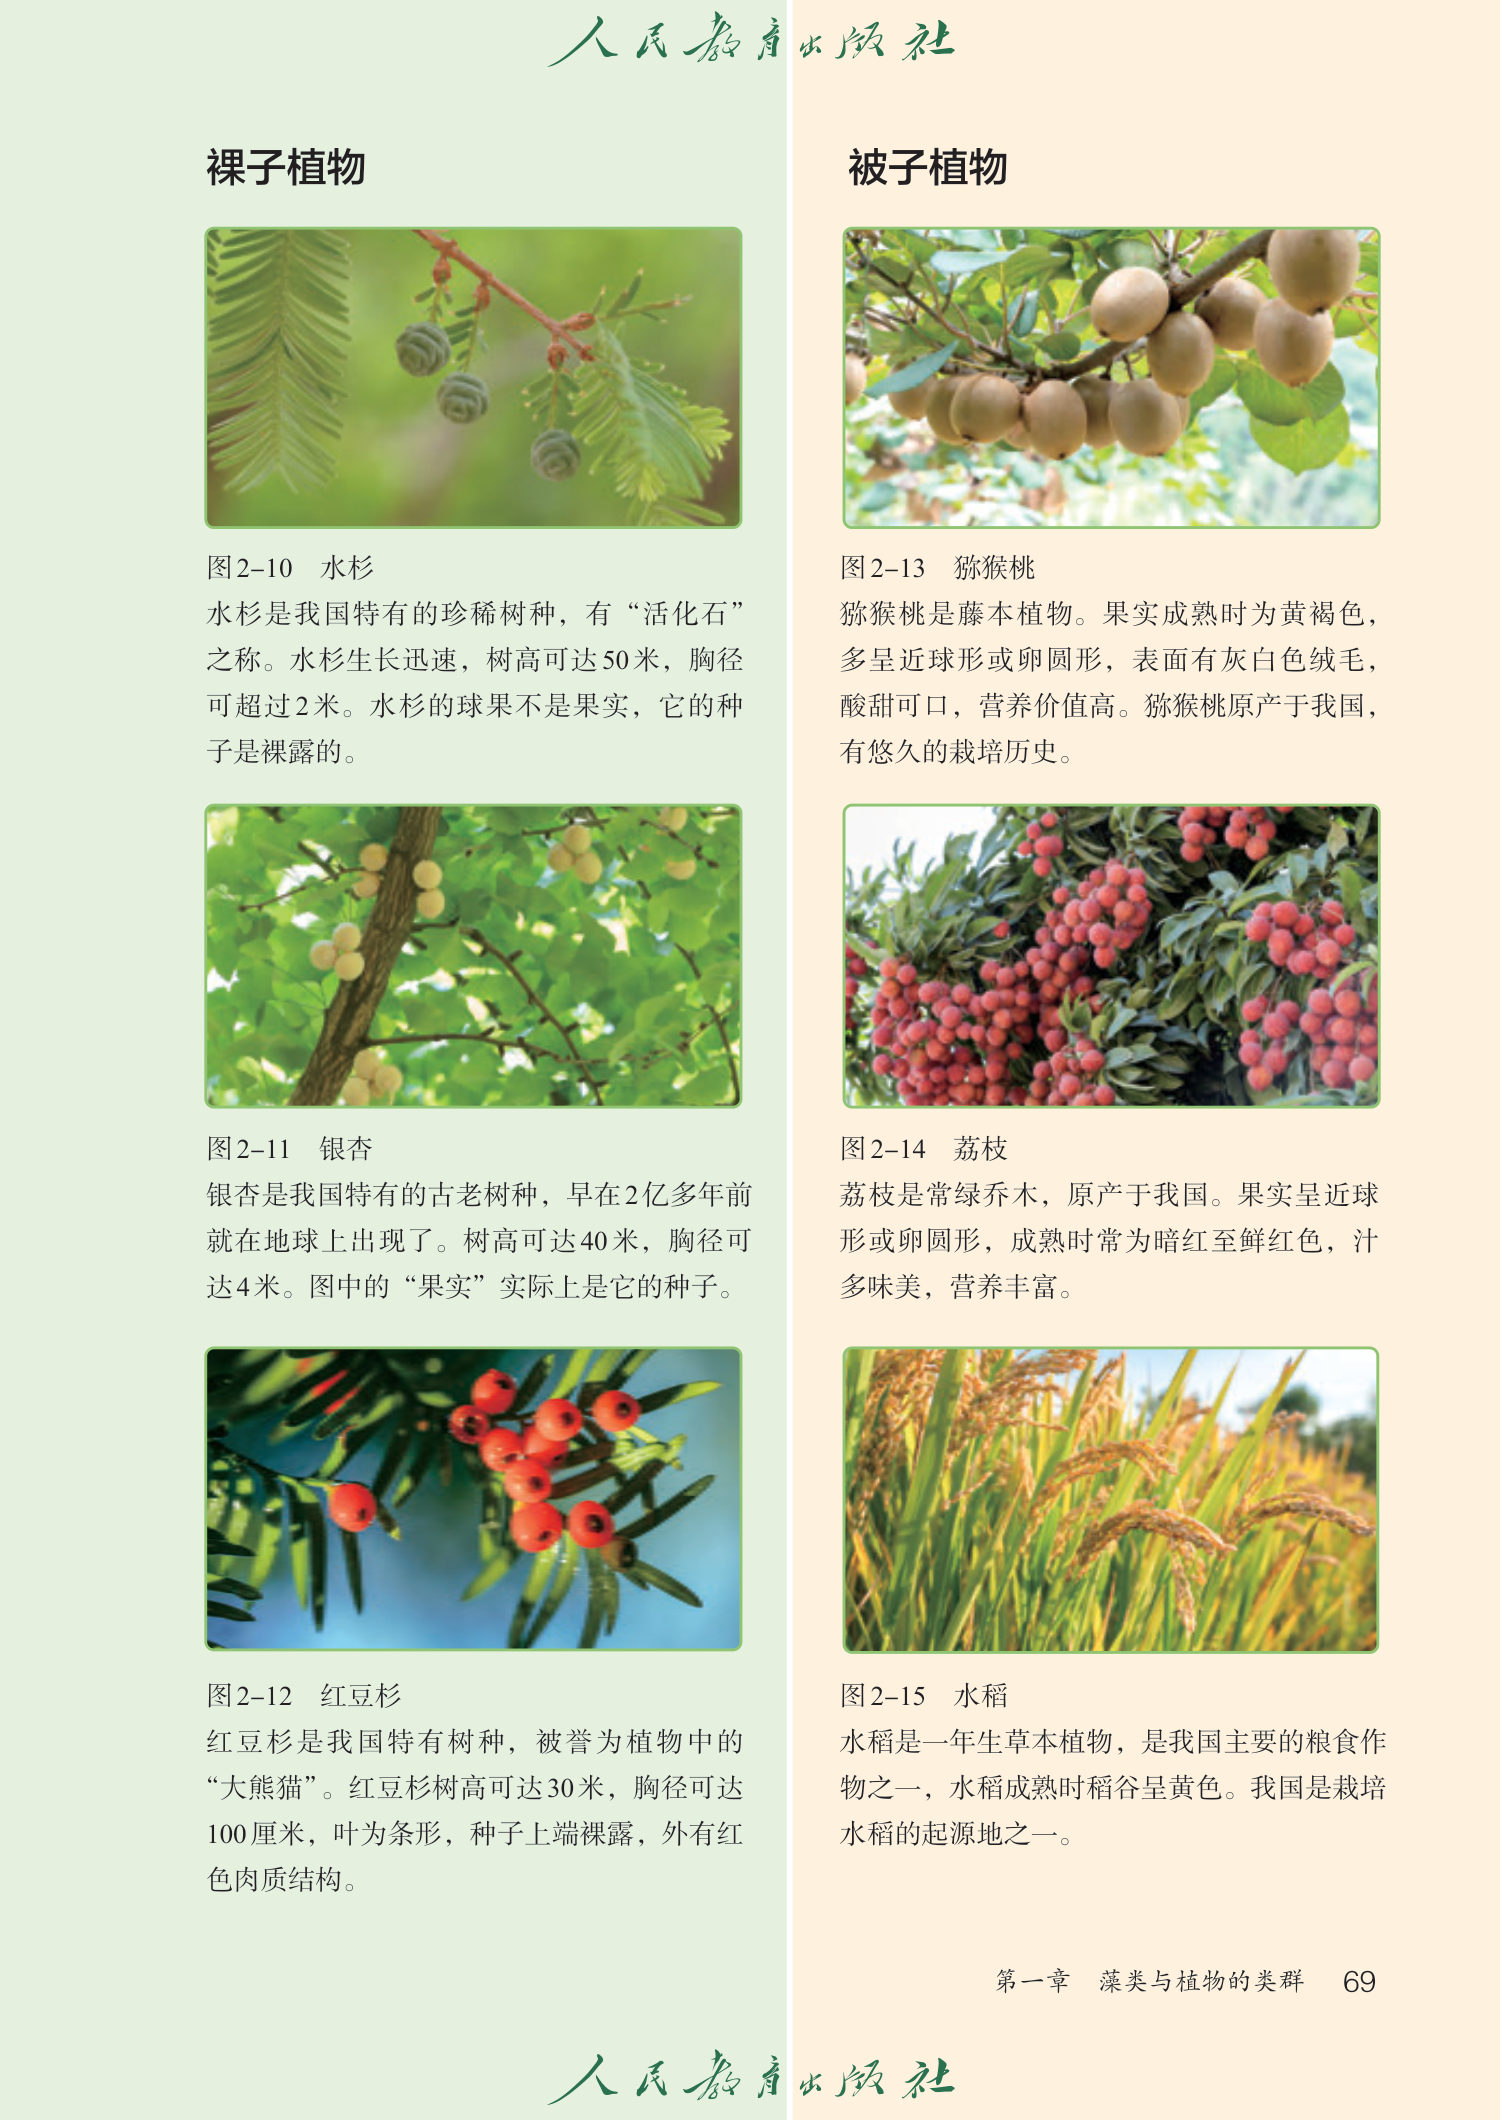 人民教育出版社
裸子植物
图2–10 水杉
水杉是我国特有的珍稀树种，有“活化石”
之称。水杉生长迅速，树高可达50米，胸径
可超过2米。水杉的球果不是果实，它的种
子是裸露的。
图2–11 银杏
银杏是我国特有的古老树种，早在2亿多年前
就在地球上出现了。树高可达40米，胸径可
达4米。图中的“果实”实际上是它的种子。
图2–12 红豆杉
红豆杉是我国特有树种，被誉为植物中的
“大熊猫”。红豆杉树高可达30米，胸径可达
100厘米，叶为条形，种子上端裸露，外有红
色肉质结构。
被子植物
图2–13 猕猴桃
猕猴桃是藤本植物。果实成熟时为黄褐色，
多呈近球形或卵圆形，表面有灰白色绒毛，
酸甜可口，营养价值高。猕猴桃原产于我国，
有悠久的栽培历史。
图2–14 荔枝
荔枝是常绿乔木，原产于我国。果实呈近球
形或卵圆形，成熟时常为暗红至鲜红色，汁
多味美，营养丰富。
图2–15 水稻
水稻是一年生草本植物，是我国主要的粮食作
物之一，水稻成熟时稻谷呈黄色。我国是栽培
水稻的起源地之一。
第一章 藻类与植物的类群 69
人民教育出版社